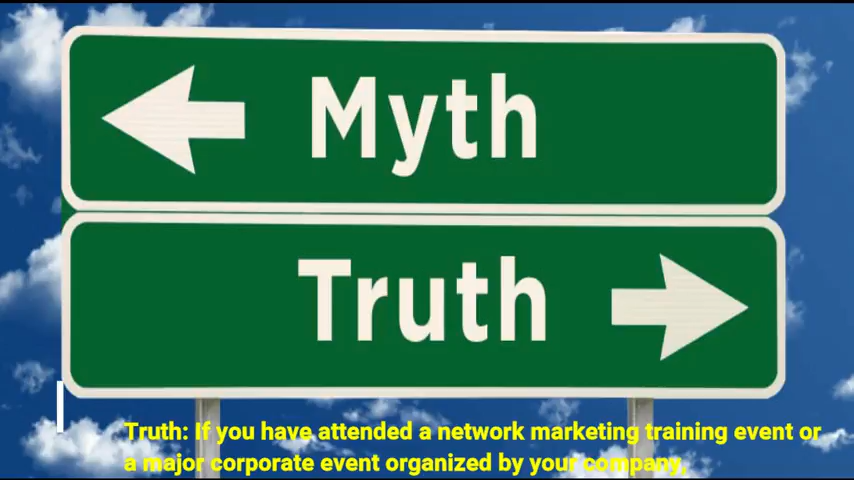 Myth
Truth
Truth: If you have attended a network marketing training event or
a major corporate event organized by your company,